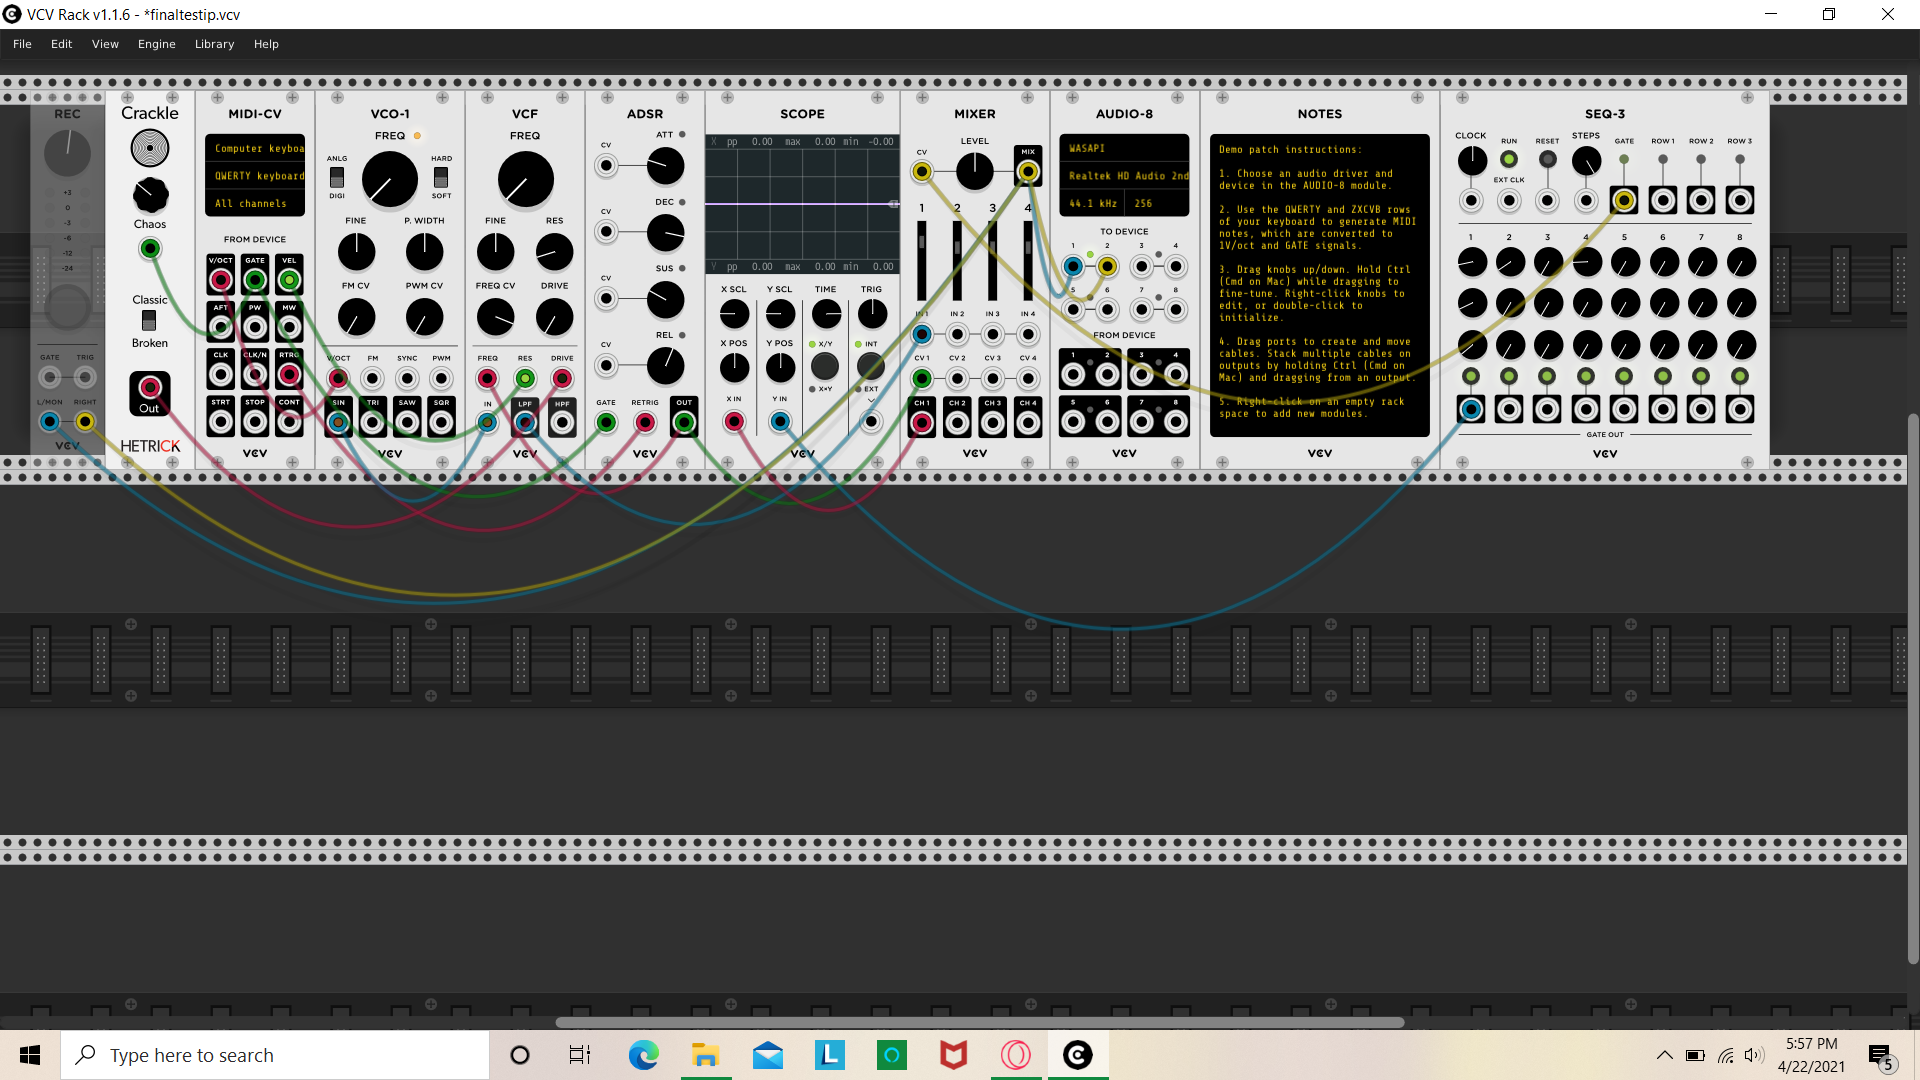 VCV Rack v1.1.6 - *finaltestip.vcv
File Edit View Engine Library Help
REC
+3
0
-3
-6
-12
-24
GATE TRIG
L/MON RIGHT
VCV
Crackle
Chaos
Classic
Broken
Out
HETRICK
MIDI-CV
Computer keyboa
QWERTY keyboard
All channels
FROM DEVICE
V/OCT GATE VEL
AFT PW MW
CLK CLK/N RTRG
STRT STOP CONT
VCV
VCO-1
FREQ
ANLG HARD
DIGI SOFT
FINE P. WIDTH
FM CV PWM CV
V/OCT FM SYNC PWM
SIN TRI SAW SQR
VCV
VCF
FREQ
FINE RES
FREQ CV DRIVE
FREQ RES DRIVE
IN LPF HPF
VCV
ADSR
ATT
CV
DEC
CV
SUS
CV
REL
CV
GATE RETRIG OUT
VCV
SCOPE
X pp 0.00 max 0.00 min -0.00
Y pp 0.00 max 0.00 min 0.00
X SCL Y SCL TIME TRIG
X POS Y POS X/Y INT
X×Y EXT
X IN Y IN
VCV
MIXER
LEVEL
CV MIX
1 2 3 4
IN 1 IN 2 IN 3 IN 4
CV 1 CV 2 CV 3 CV 4
CH 1 CH 2 CH 3 CH 4
VCV
AUDIO-8
WASAPI
Realtek HD Audio 2nd
44.1 kHz 256
TO DEVICE
1 2 3 4
5 6 7 8
FROM DEVICE
1 2 3 4
5 6 7 8
VCV
NOTES
Demo patch instructions:
1. Choose an audio driver and
device in the AUDIO-8 module.
2. Use the QWERTY and ZXCVB rows
of your keyboard to generate MIDI
notes, which are converted to
1V/oct and GATE signals.
3. Drag knobs up/down. Hold Ctrl
(Cmd on Mac) while dragging to
fine-tune. Right-click knobs to
edit, or double-click to
initialize.
4. Drag ports to create and move
cables. Stack multiple cables on
outputs by holding Ctrl (Cmd on
Mac) and dragging from an output.
5. Right-click on an empty rack
space to add new modules.
VCV
SEQ-3
CLOCK RUN RESET STEPS GATE ROW 1 ROW 2 ROW 3
EXT CLK
1 2 3 4 5 6 7 8
GATE OUT
VCV
Type here to search
5:57 PM
4/22/2021
5